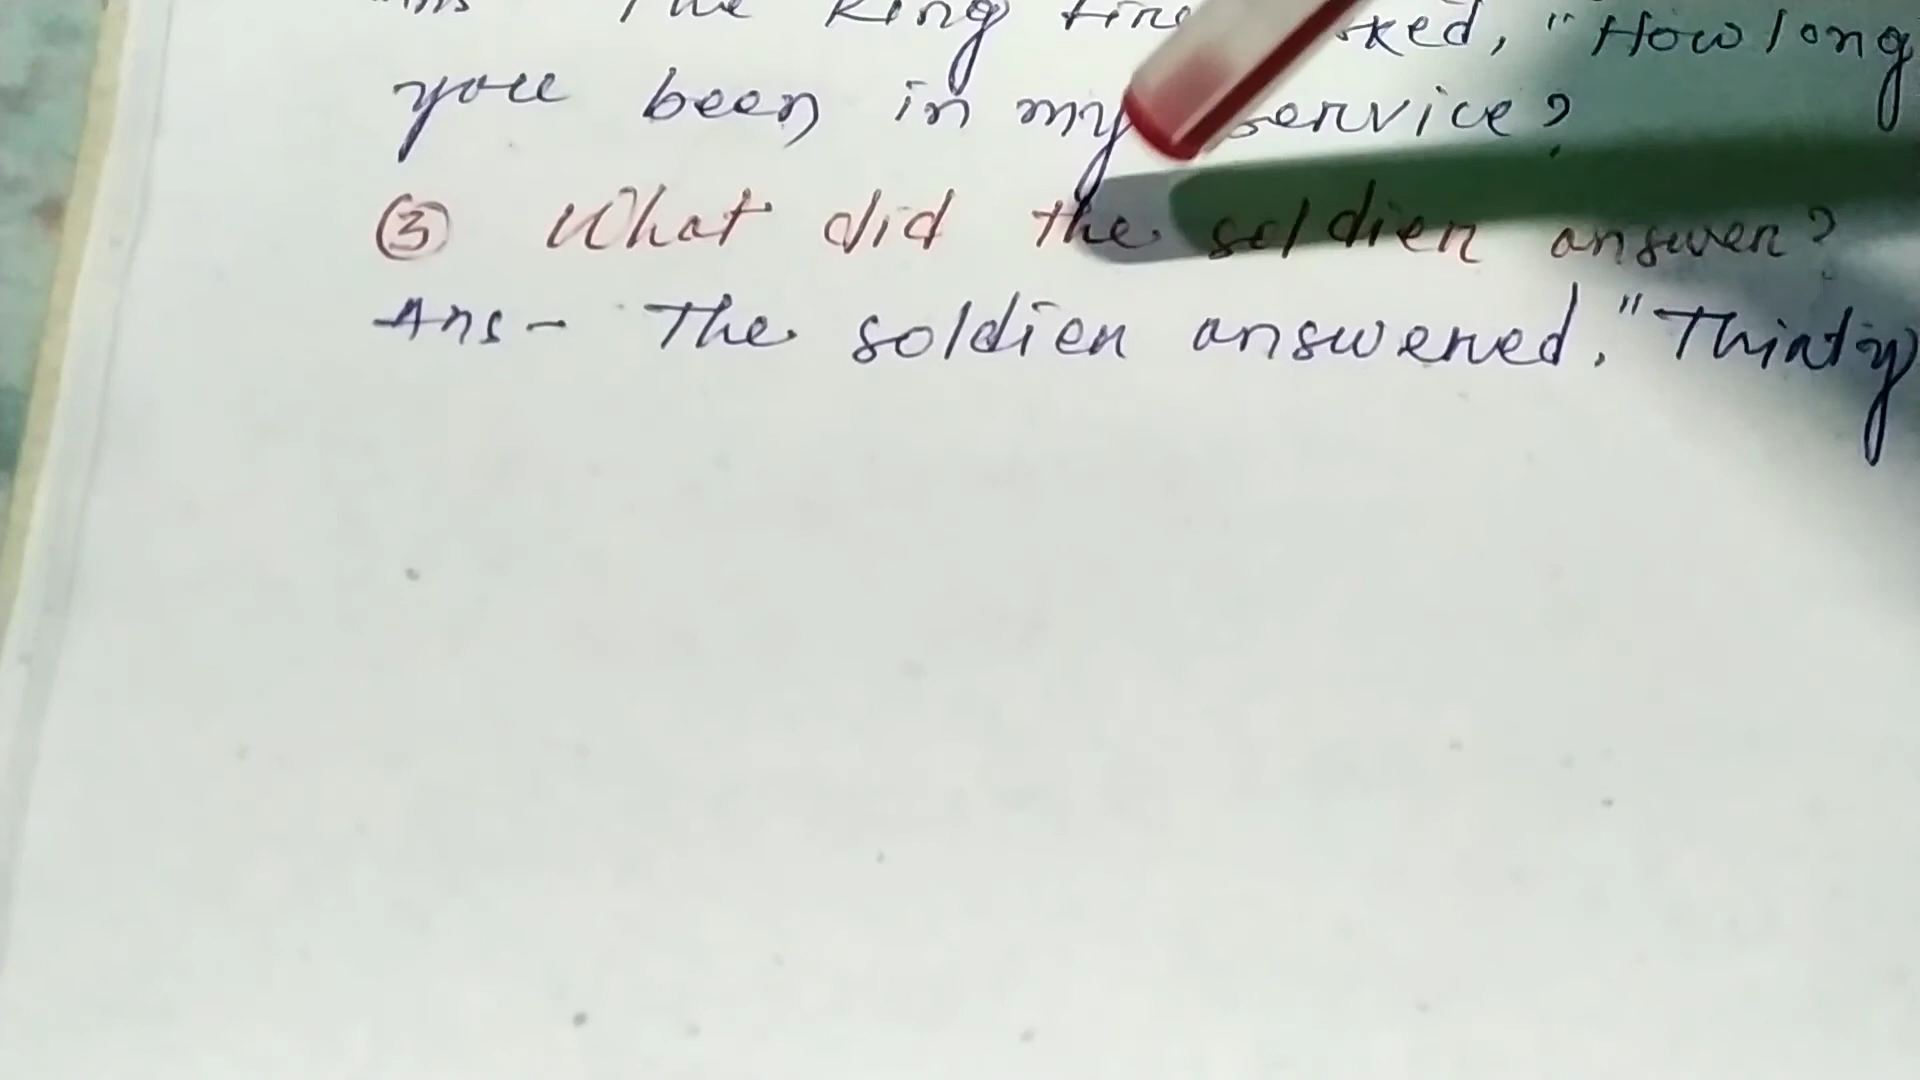 The King asked, "How long
you been in my service?
③ What did the soldier answer?
Ans - The soldier answered, "Thirty